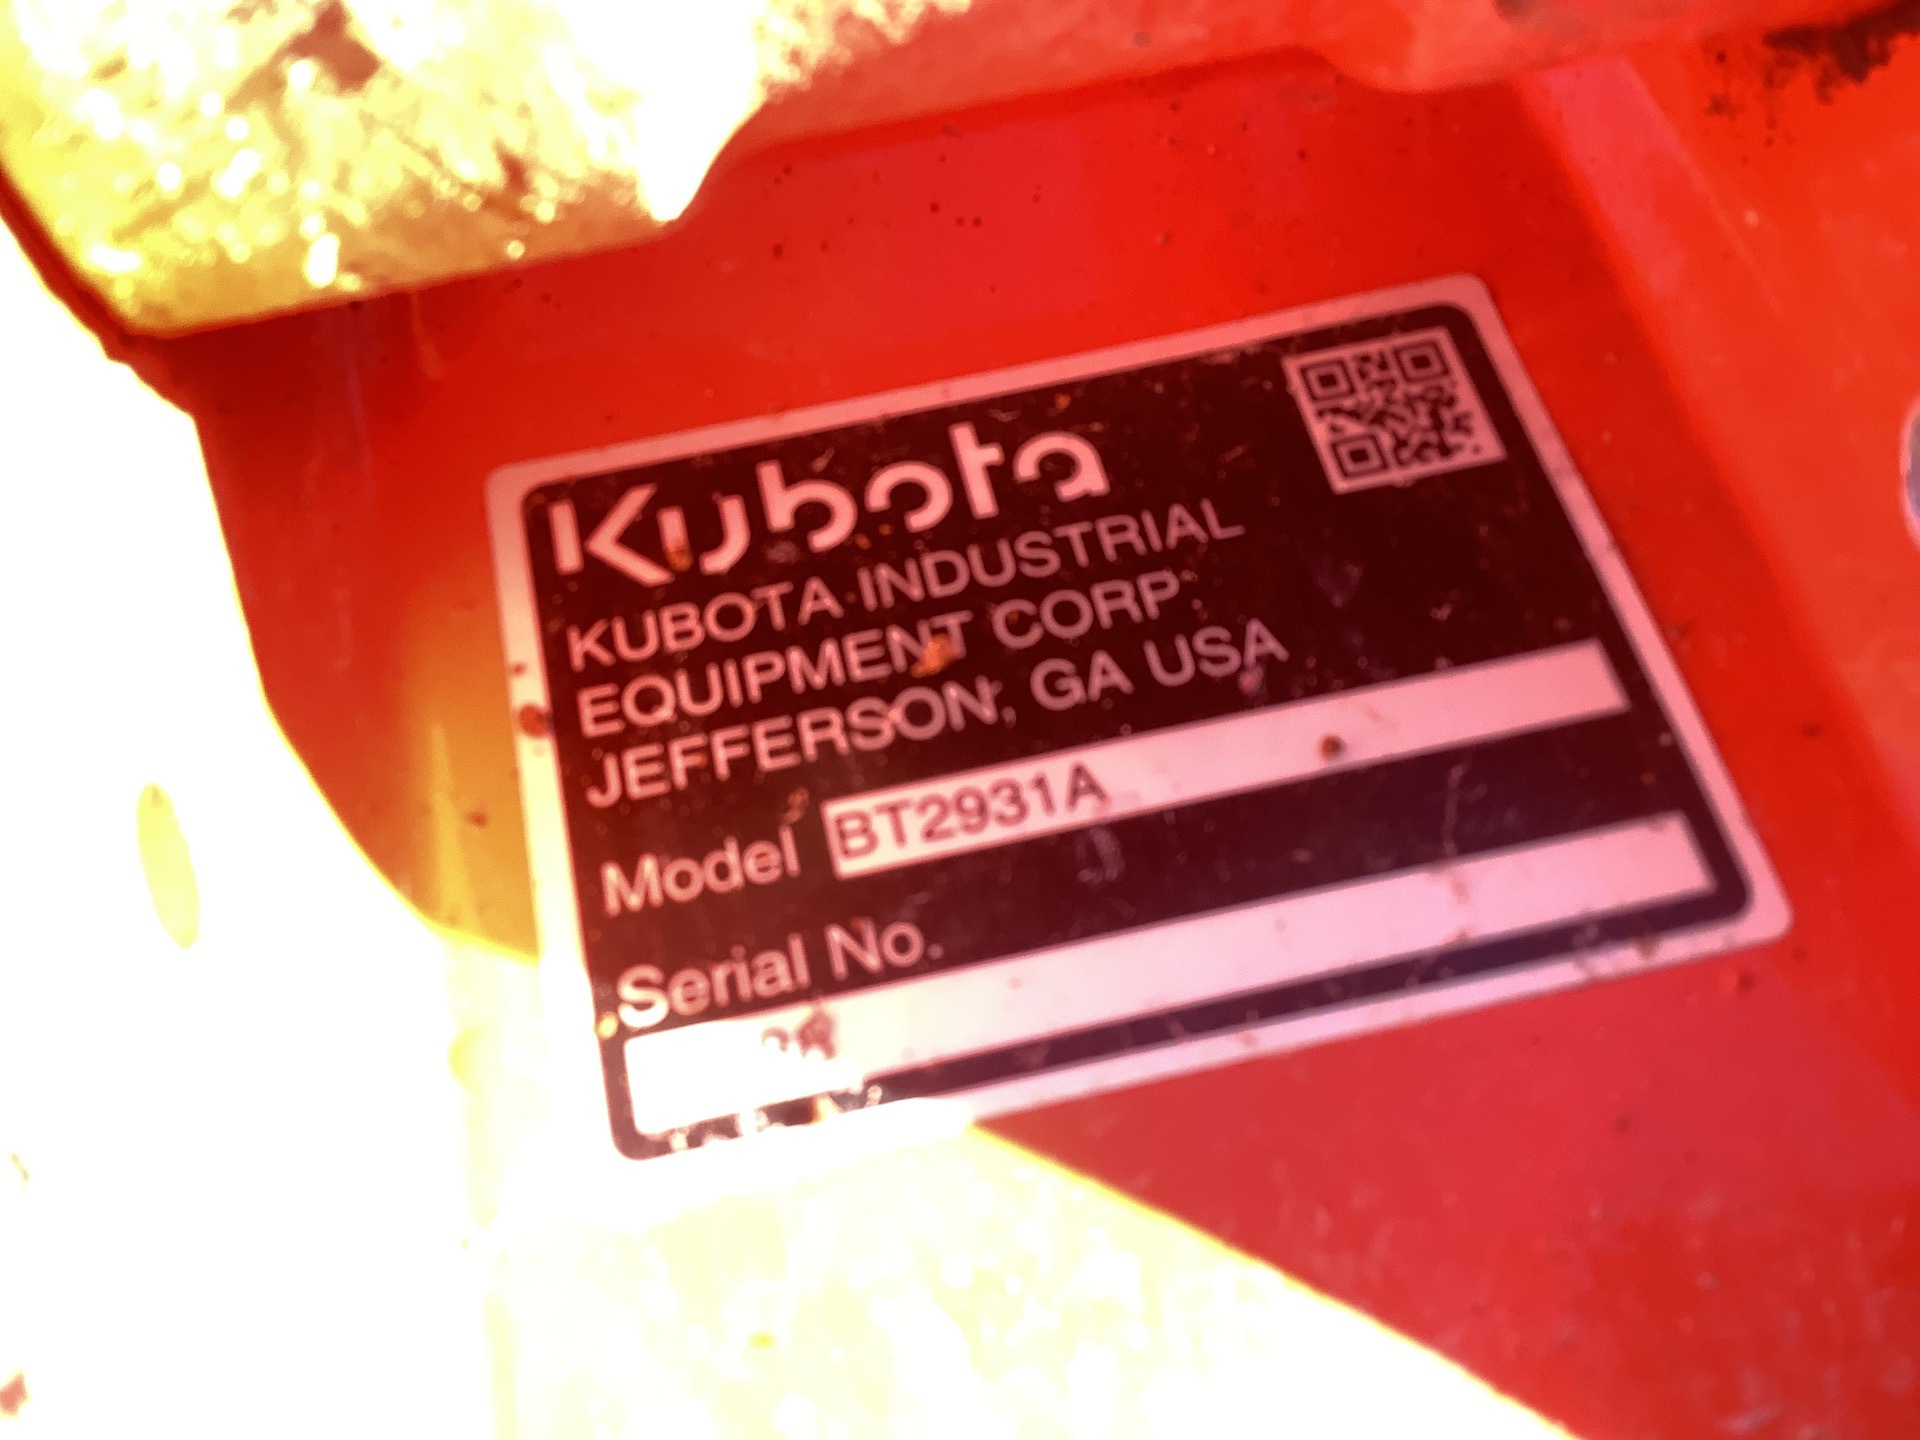 Kubota
KUBOTA INDUSTRIAL
EQUIPMENT CORP
JEFFERSON, GA USA
Model BT2931A
Serial No.